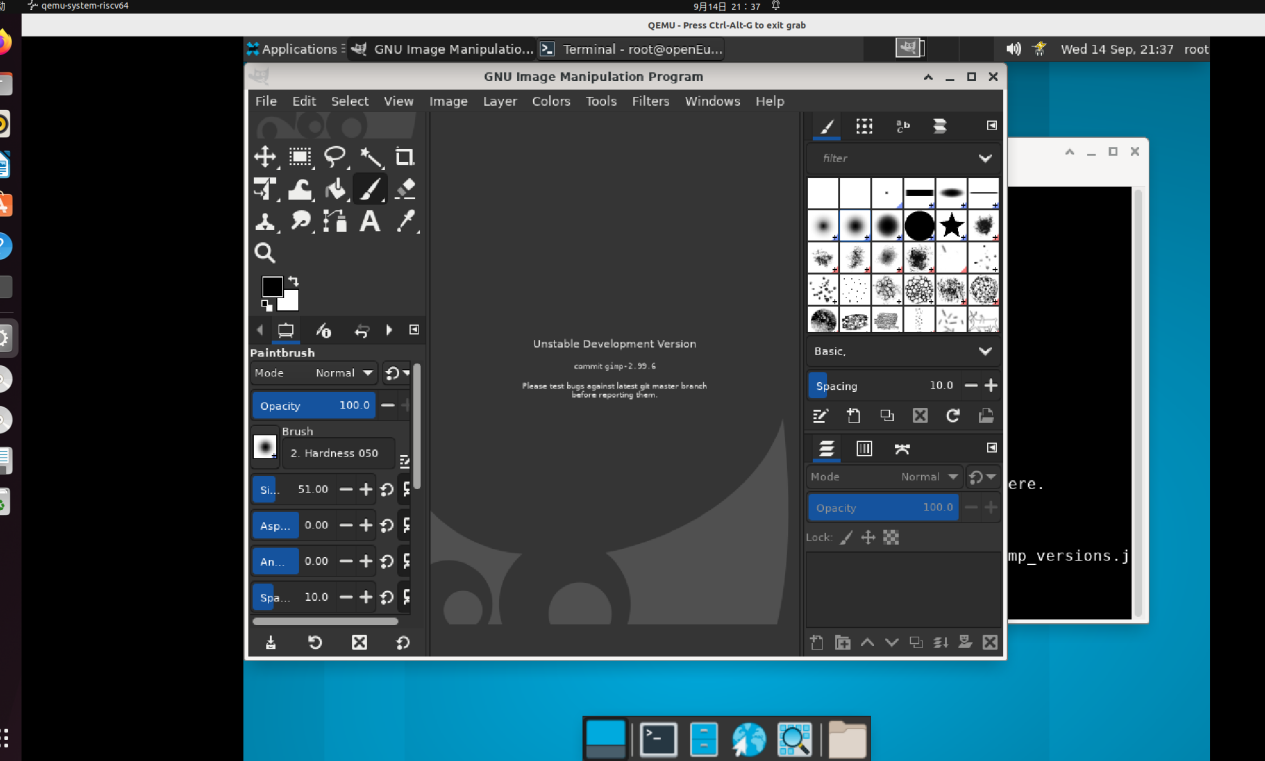 qemu-system-riscv64
9月14日 21：37
QEMU - Press Ctrl-Alt-G to exit grab
Applications
GNU Image Manipulatio...
Terminal - root@openEu...
Wed 14 Sep, 21:37
root
GNU Image Manipulation Program
File Edit Select View Image Layer Colors Tools Filters Windows Help
filter
Paintbrush
Mode Normal
Opacity 100.0
Brush
2. Hardness 050
Si... 51.00
Asp... 0.00
An... 0.00
Spa... 10.0
Unstable Development Version
commit gimp-2.99.6
Please test bugs against latest git master branch
before reporting them.
Basic,
Spacing 10.0
Mode Normal
Opacity 100.0
Lock:
ere.
mp_versions.j